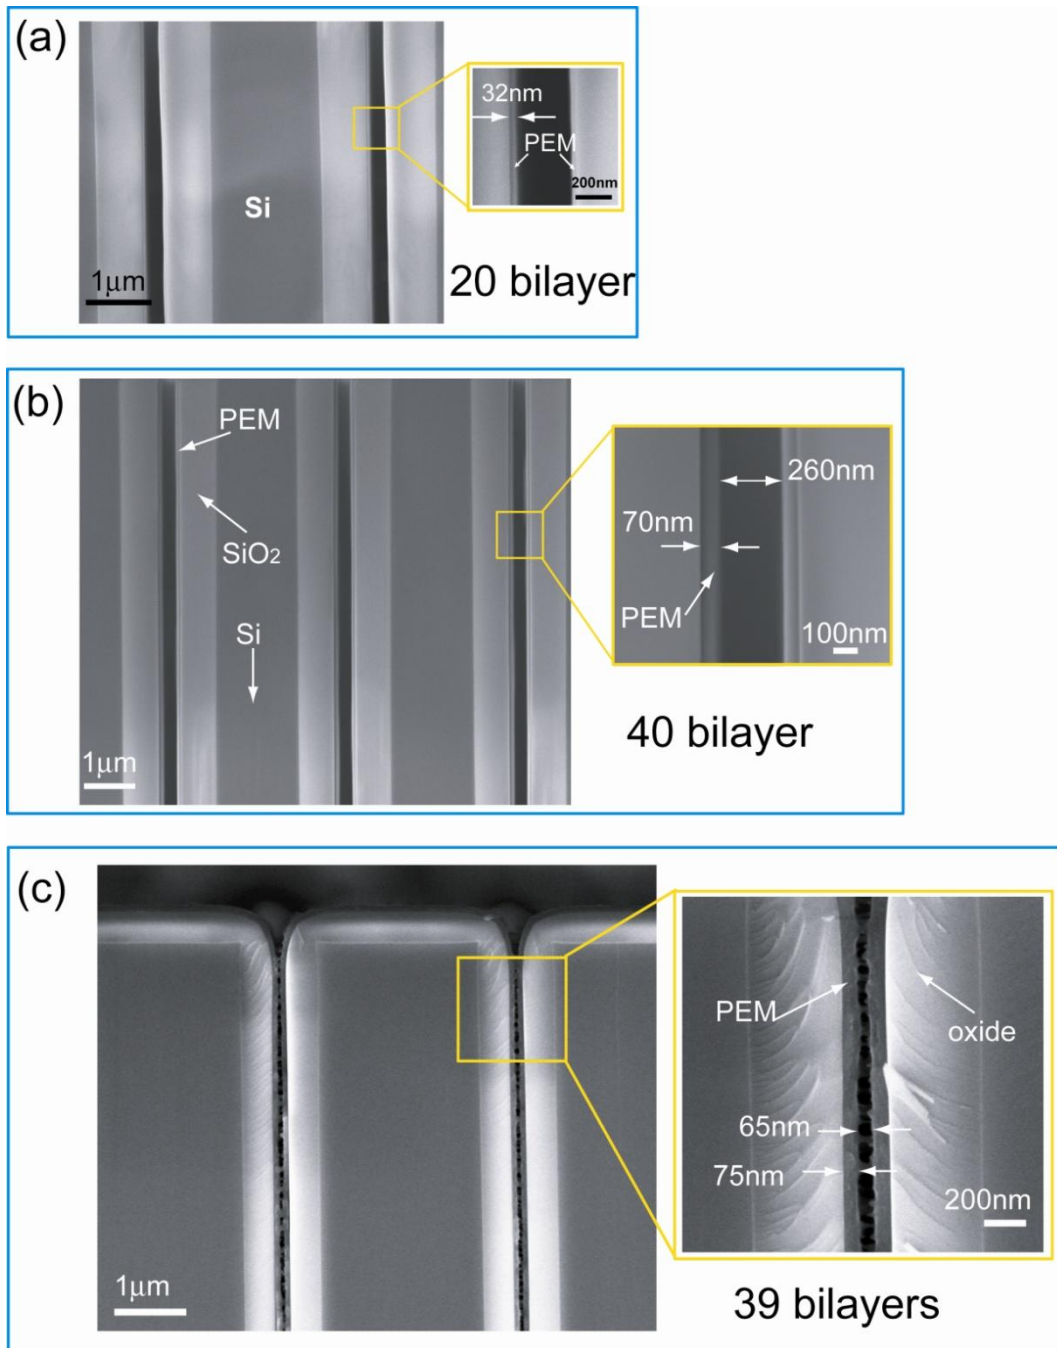 (a)
32nm
PEM
200nm
Si
1μm
20 bilayer
(b)
PEM
SiO₂
Si
1μm
260nm
70nm
PEM
100nm
40 bilayer
(c)
1μm
PEM
oxide
65nm
75nm
200nm
39 bilayers